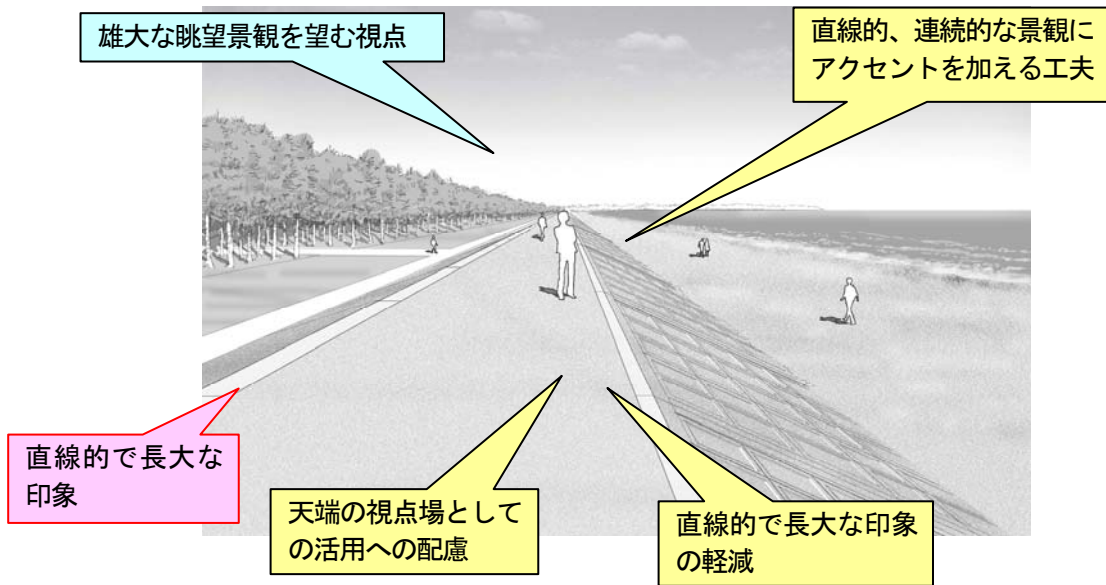 雄大な眺望景観を望む視点
直線的、連続的な景観に
アクセントを加える工夫
直線的で長大な
印象
天端の視点場として
の活用への配慮
直線的で長大な印象
の軽減